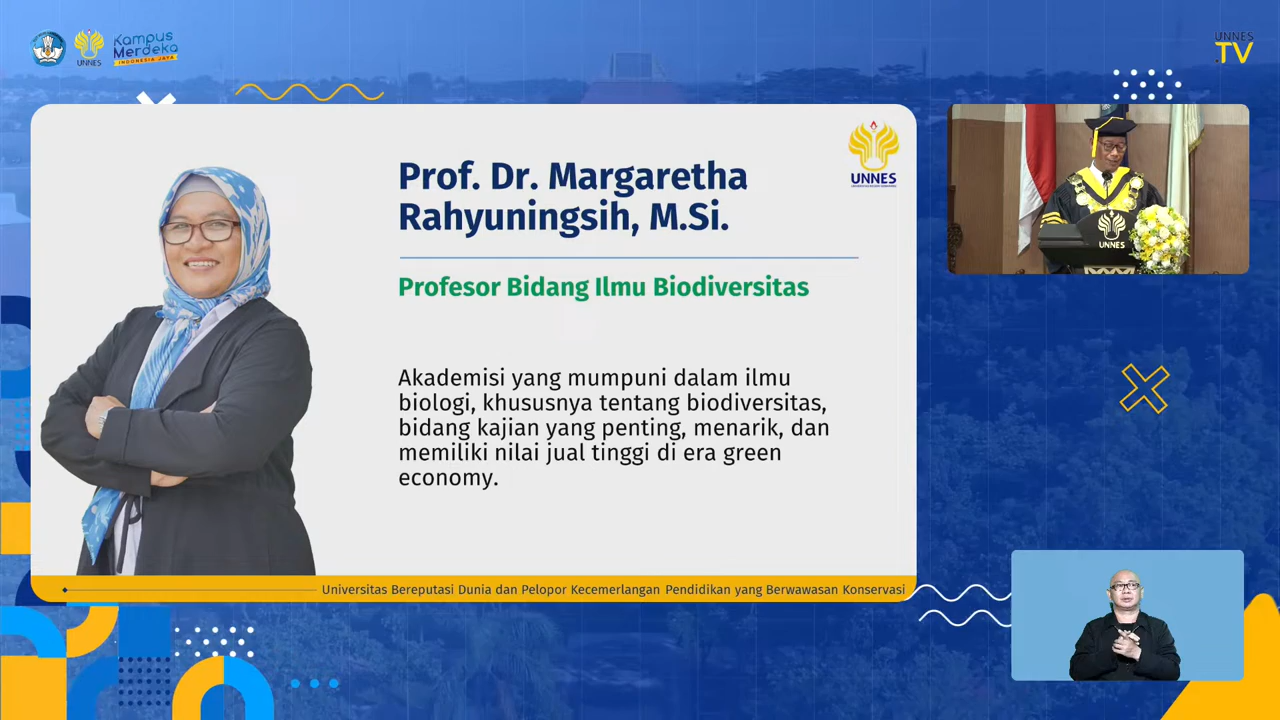 UNNES
Kampus
Merdeka
INDONESIA JAYA
UNNES
TV
UNNES
Prof. Dr. Margaretha
Rahyuningsih, M.Si.
Profesor Bidang Ilmu Biodiversitas
Akademisi yang mumpuni dalam ilmu
biologi, khususnya tentang biodiversitas,
bidang kajian yang penting, menarik, dan
memiliki nilai jual tinggi di era green
economy.
Universitas Bereputasi Dunia dan Pelopor Kecemerlangan Pendidikan yang Berwawasan Konservasi
UNNES